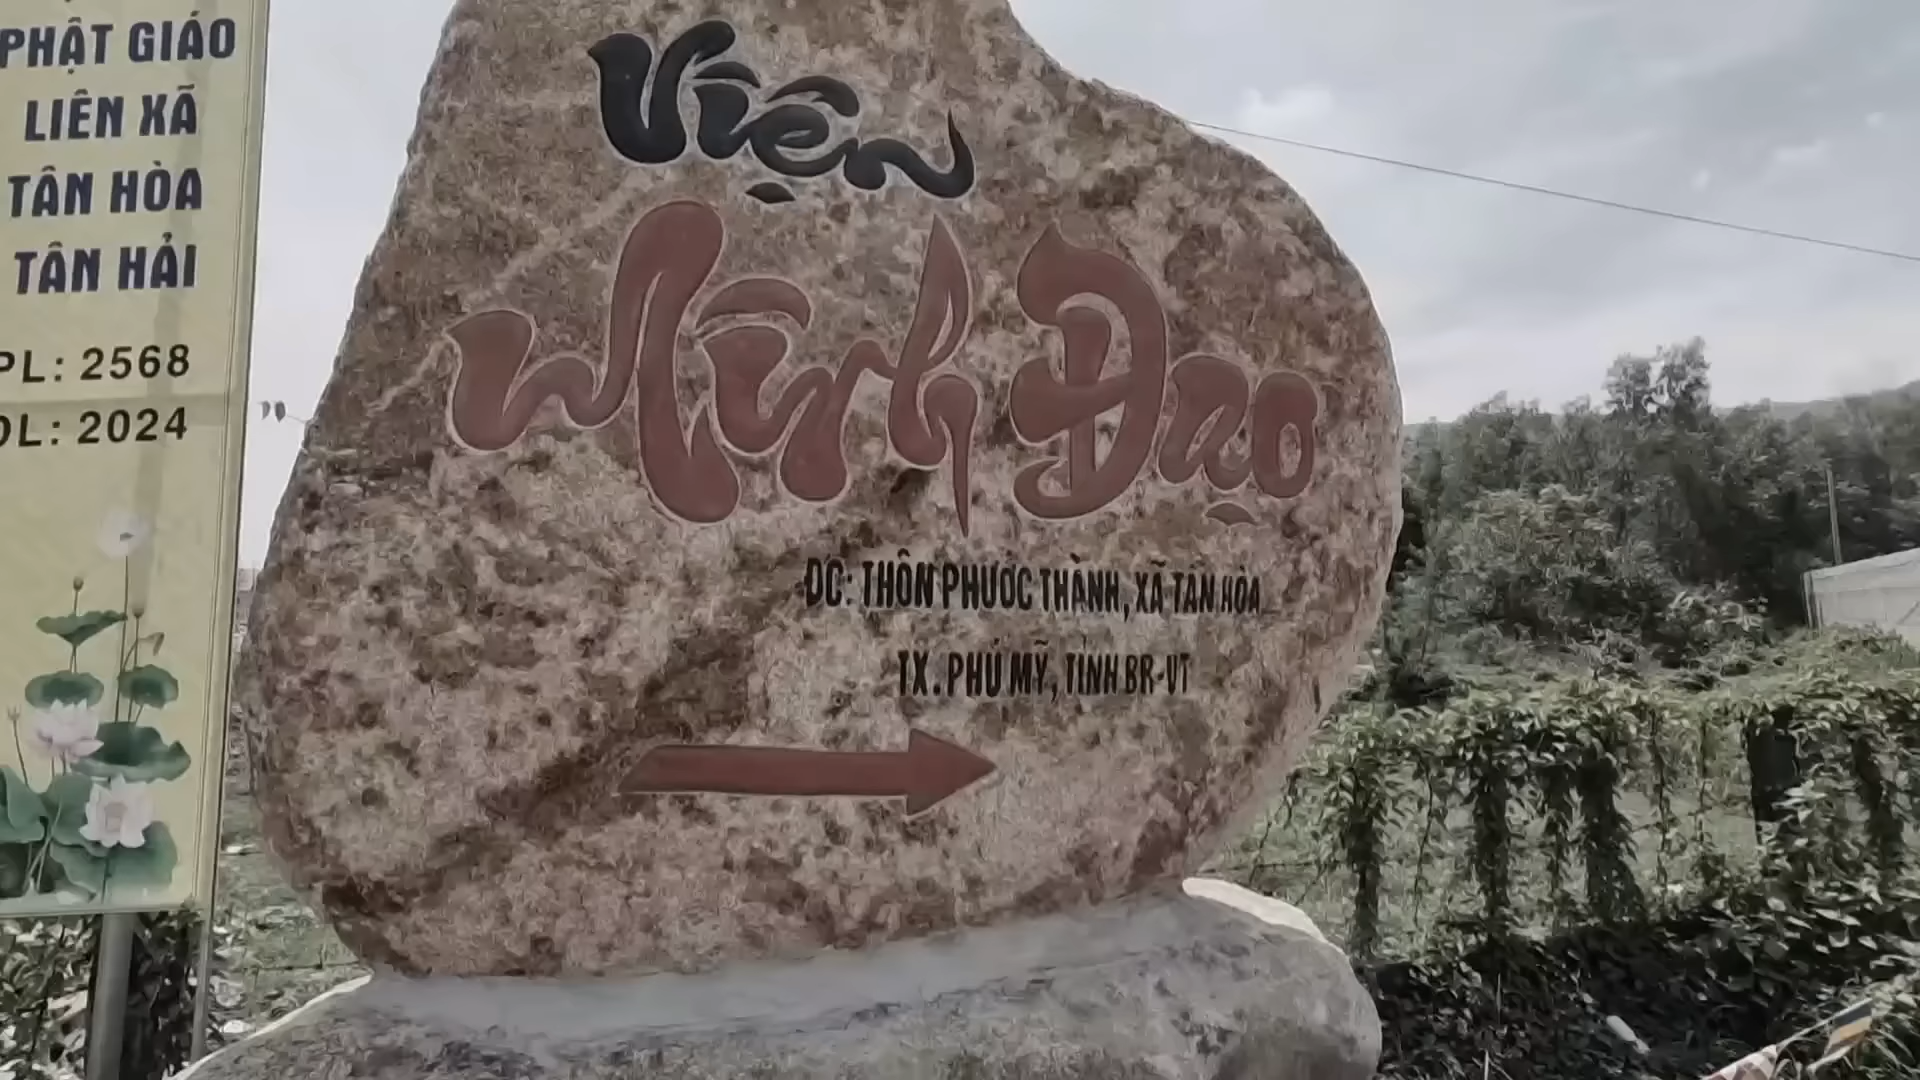 PHẬT GIÁO
LIÊN XÃ
TÂN HÒA
TÂN HẢI
PL: 2568
DL: 2024
Viện
Minh Đạo
ĐC: THÔN PHƯỚC THÀNH, XÃ TÂN HÒA
TX. PHÚ MỸ, TỈNH BR-VT